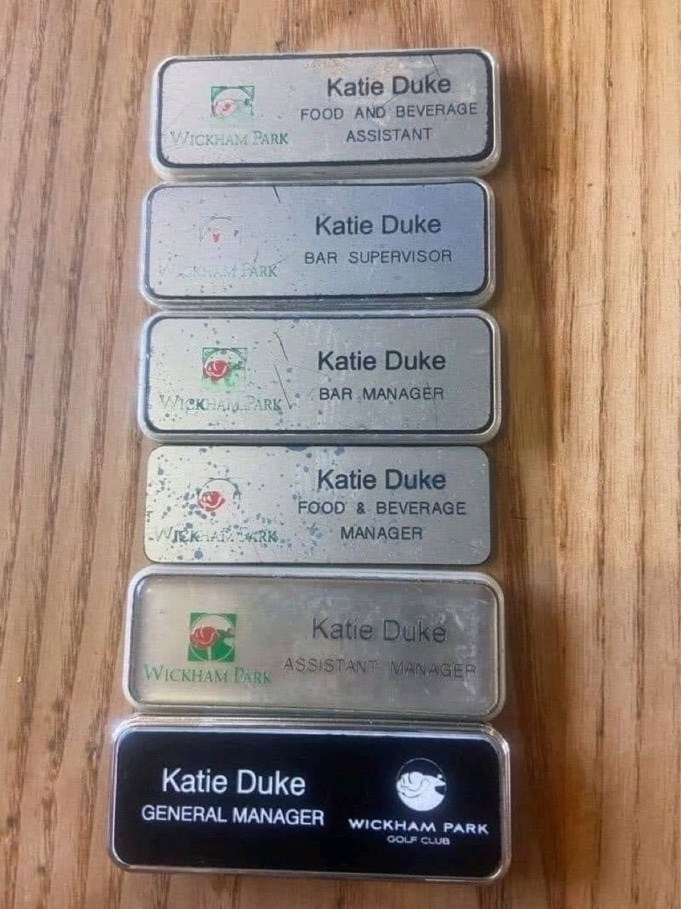 Katie Duke
FOOD AND BEVERAGE
ASSISTANT
WICKHAM PARK
Katie Duke
BAR SUPERVISOR
WICKHAM PARK
Katie Duke
BAR MANAGER
WICKHAM PARK
Katie Duke
FOOD & BEVERAGE
MANAGER
WICKHAM PARK
Katie Duke
ASSISTANT MANAGER
WICKHAM PARK
Katie Duke
GENERAL MANAGER
WICKHAM PARK
GOLF CLUB